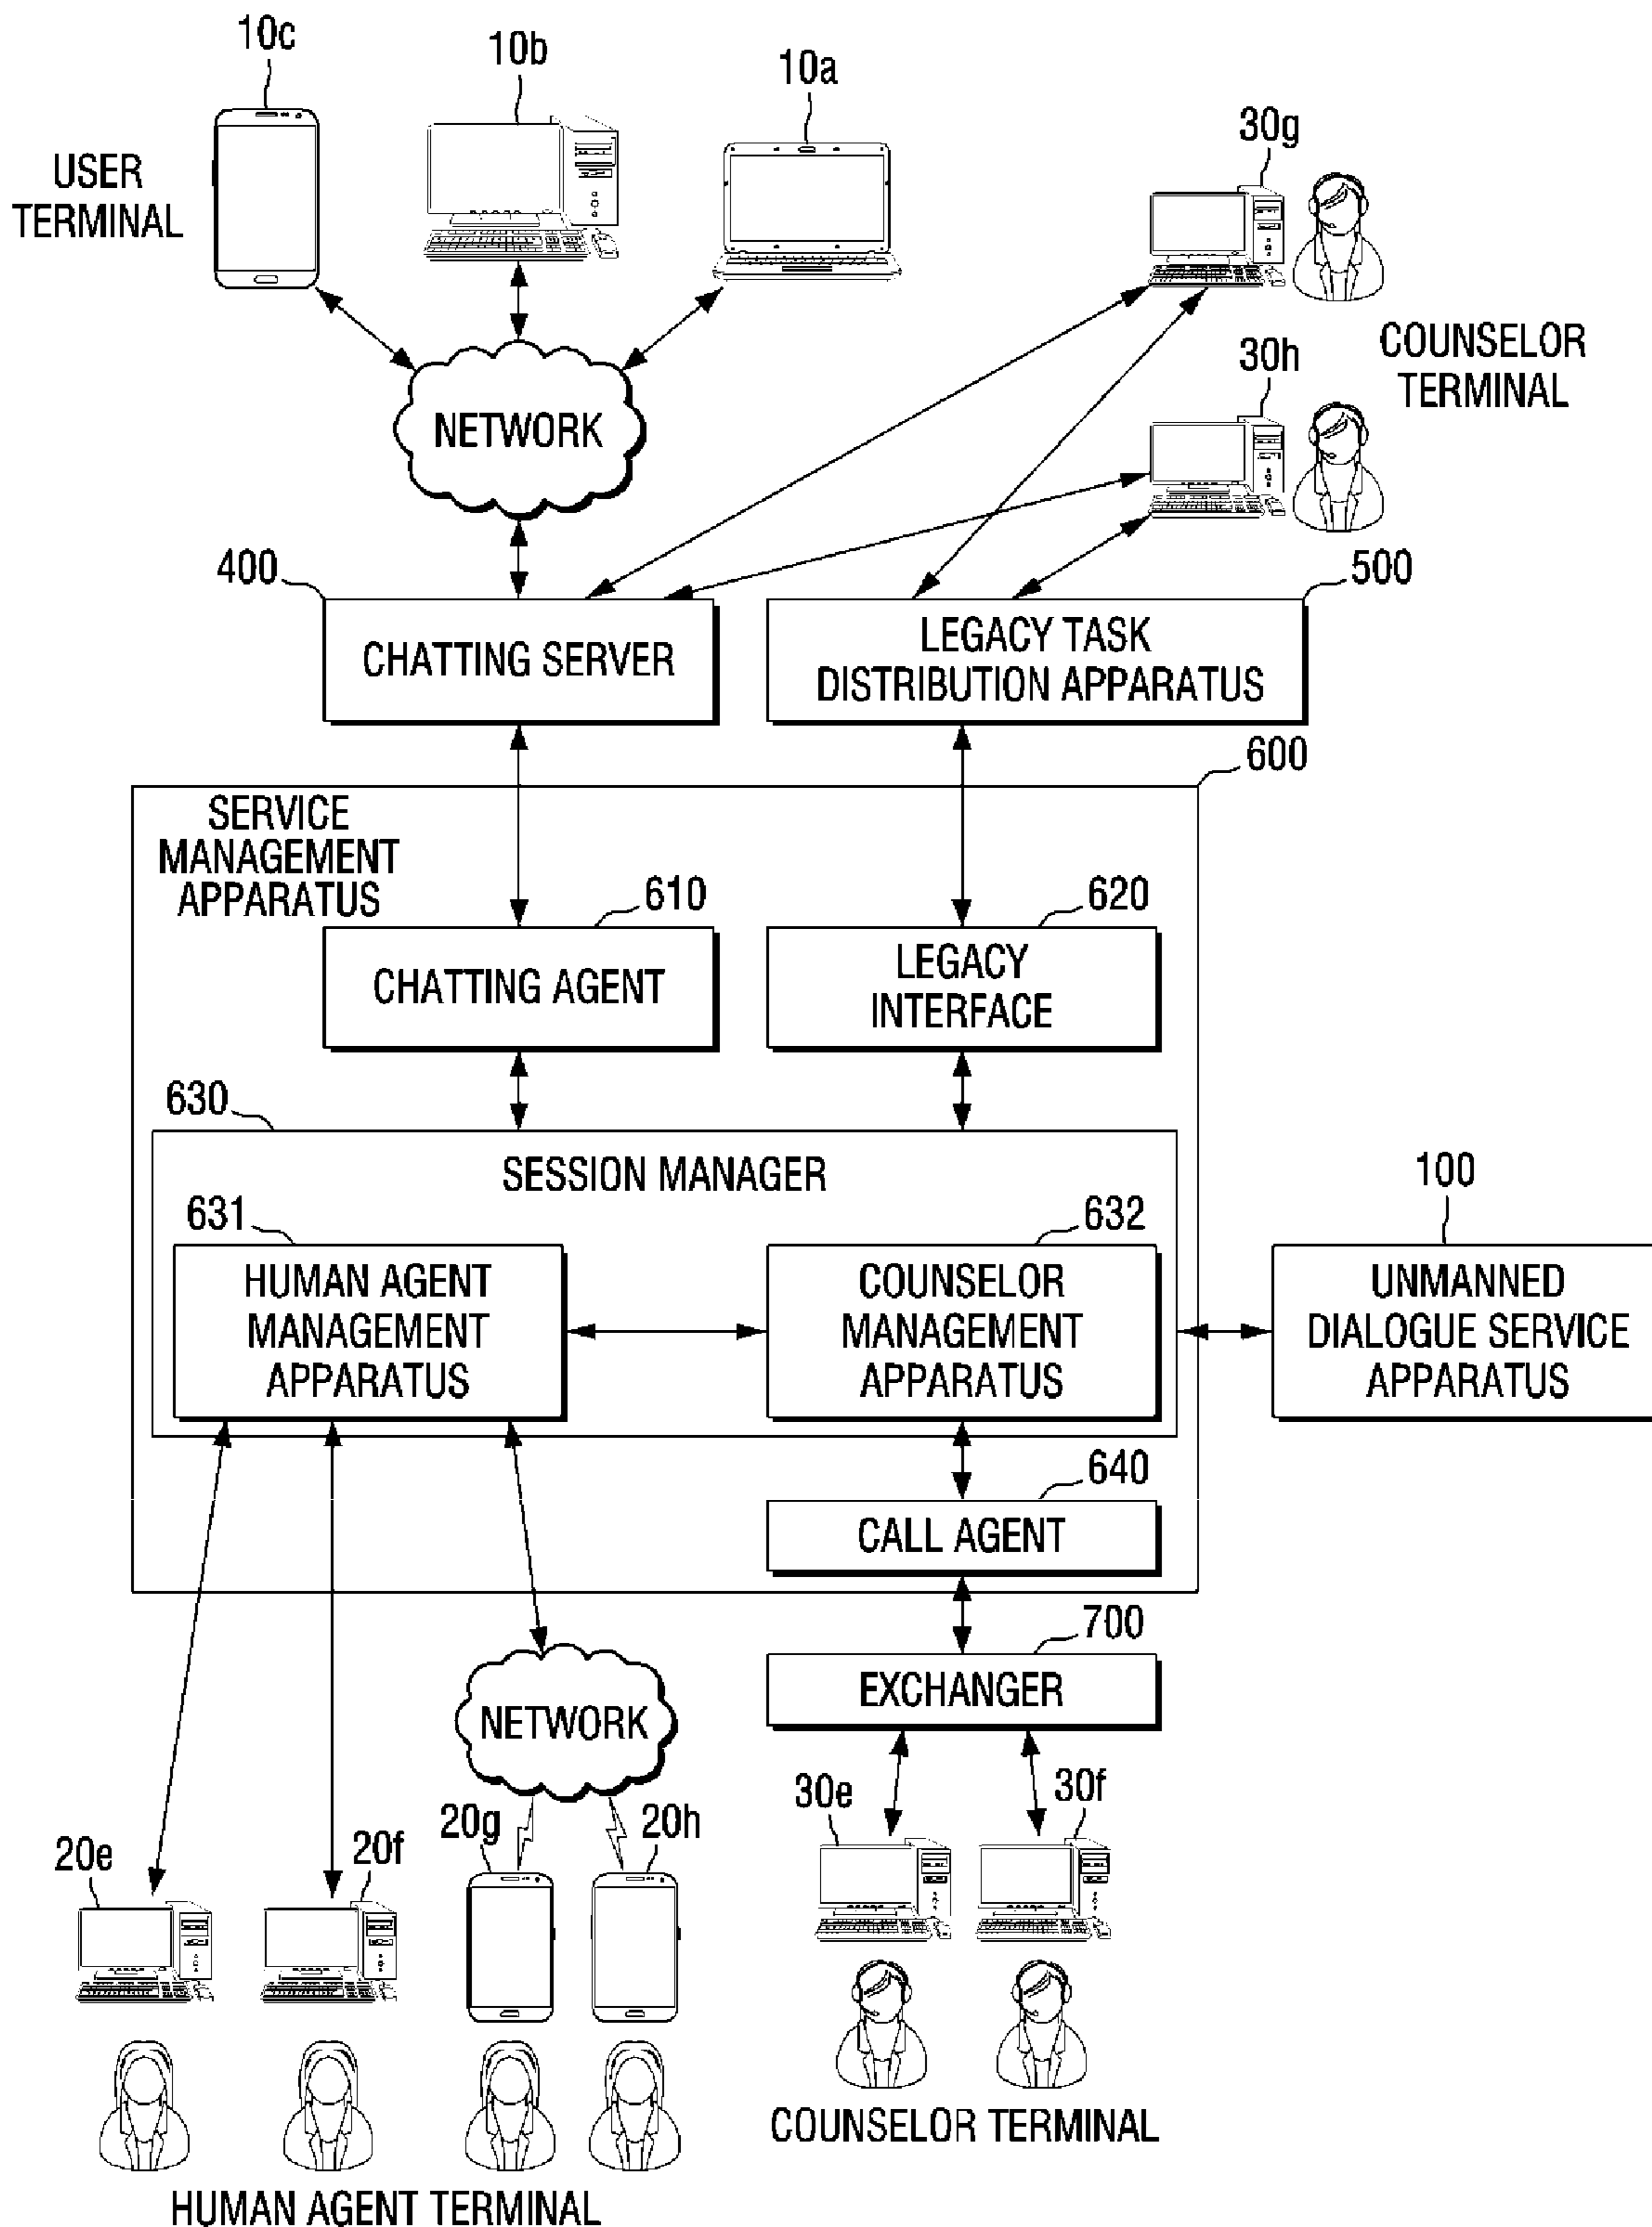 10c
10b
10a
USER
TERMINAL
30g
30h
COUNSELOR
TERMINAL
NETWORK
400
500
CHATTING SERVER
LEGACY TASK
DISTRIBUTION APPARATUS
600
SERVICE
MANAGEMENT
APPARATUS
610
620
CHATTING AGENT
LEGACY
INTERFACE
630
SESSION MANAGER
631
632
100
HUMAN AGENT
MANAGEMENT
APPARATUS
COUNSELOR
MANAGEMENT
APPARATUS
UNMANNED
DIALOGUE SERVICE
APPARATUS
640
CALL AGENT
700
EXCHANGER
NETWORK
30e
30f
20e
20f
20g
20h
COUNSELOR TERMINAL
HUMAN AGENT TERMINAL